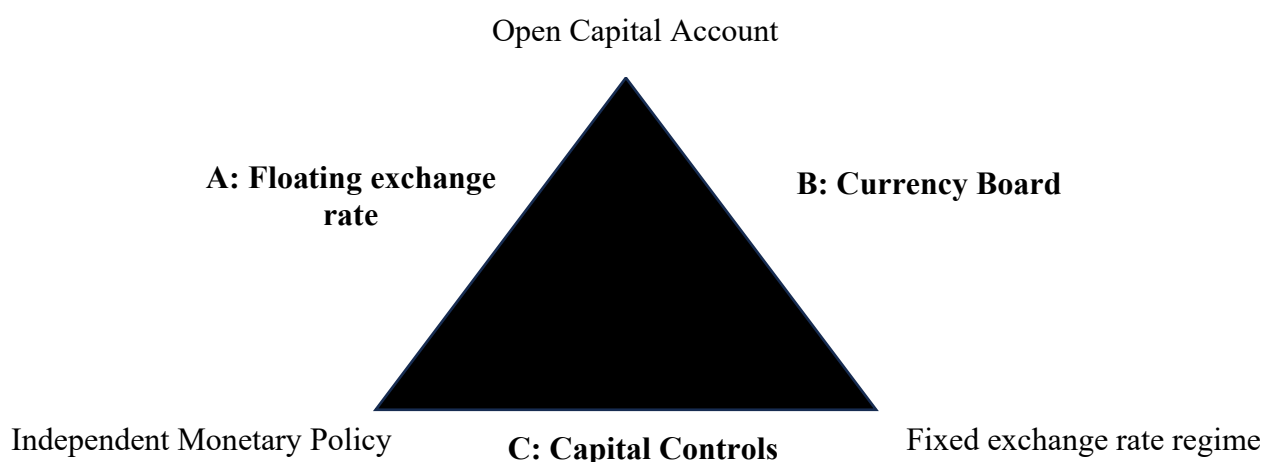 Open Capital Account
A: Floating exchange
rate
B: Currency Board
Independent Monetary Policy
C: Capital Controls
Fixed exchange rate regime